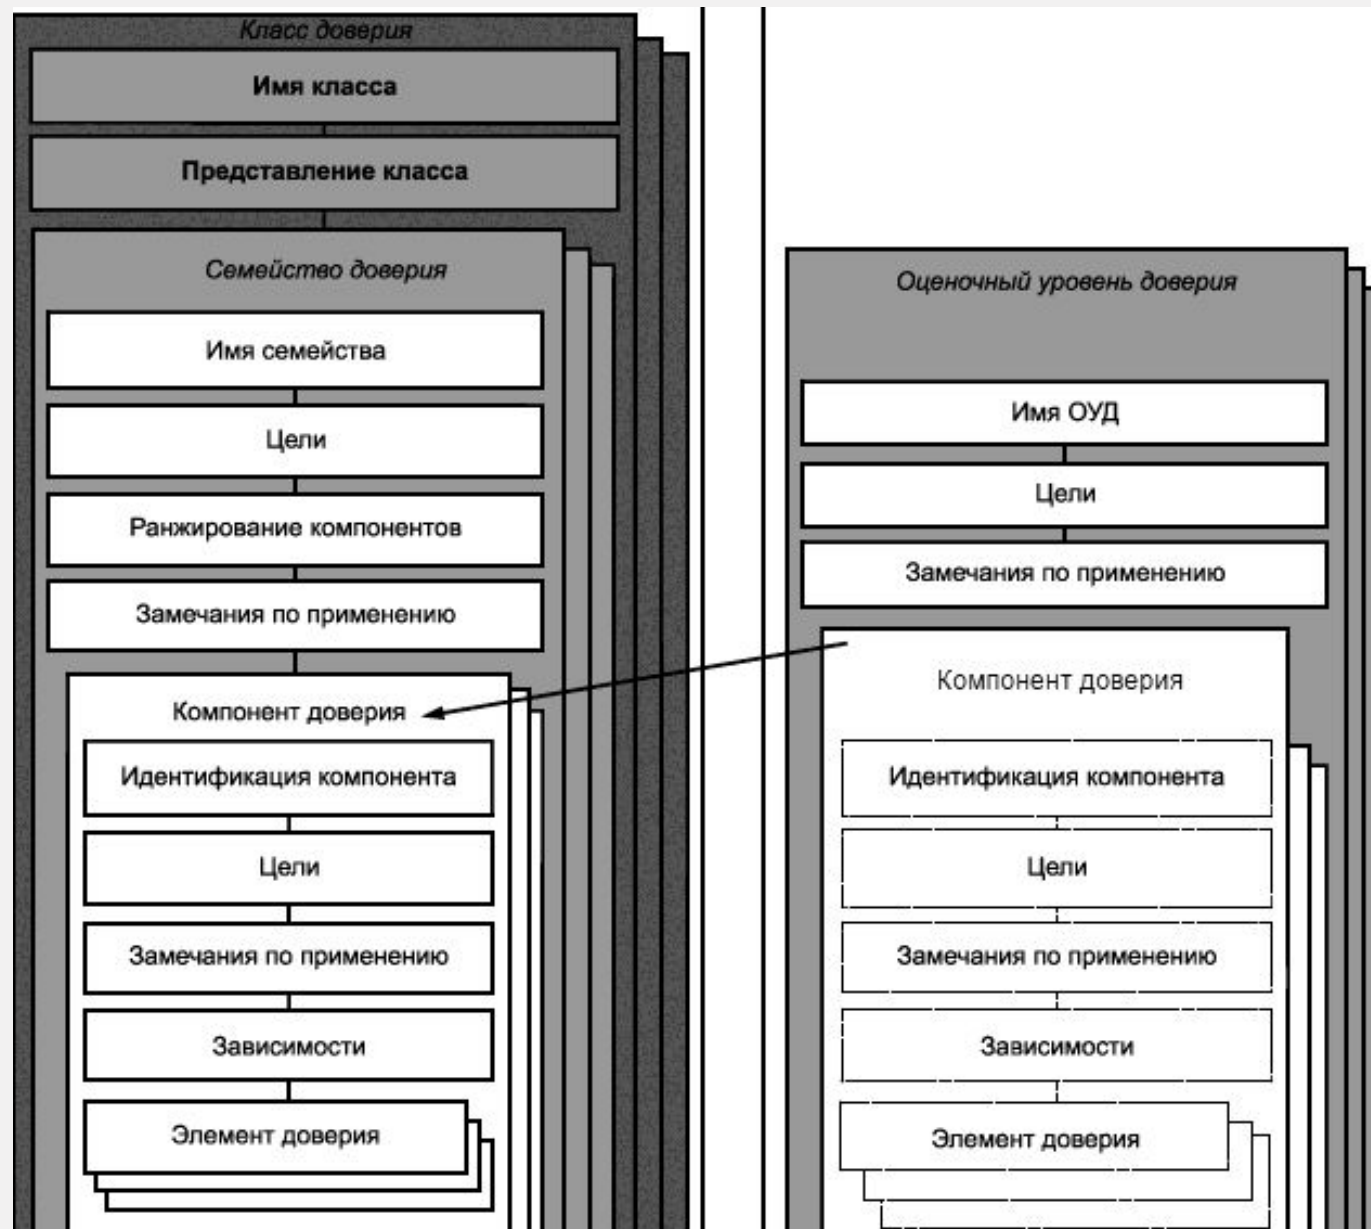 Класс доверия
Имя класса
Представление класса
Семейство доверия
Имя семейства
Цели
Ранжирование компонентов
Замечания по применению
Компонент доверия
Идентификация компонента
Цели
Замечания по применению
Зависимости
Элемент доверия
Оценочный уровень доверия
Имя ОУД
Цели
Замечания по применению
Компонент доверия
Идентификация компонента
Цели
Замечания по применению
Зависимости
Элемент доверия